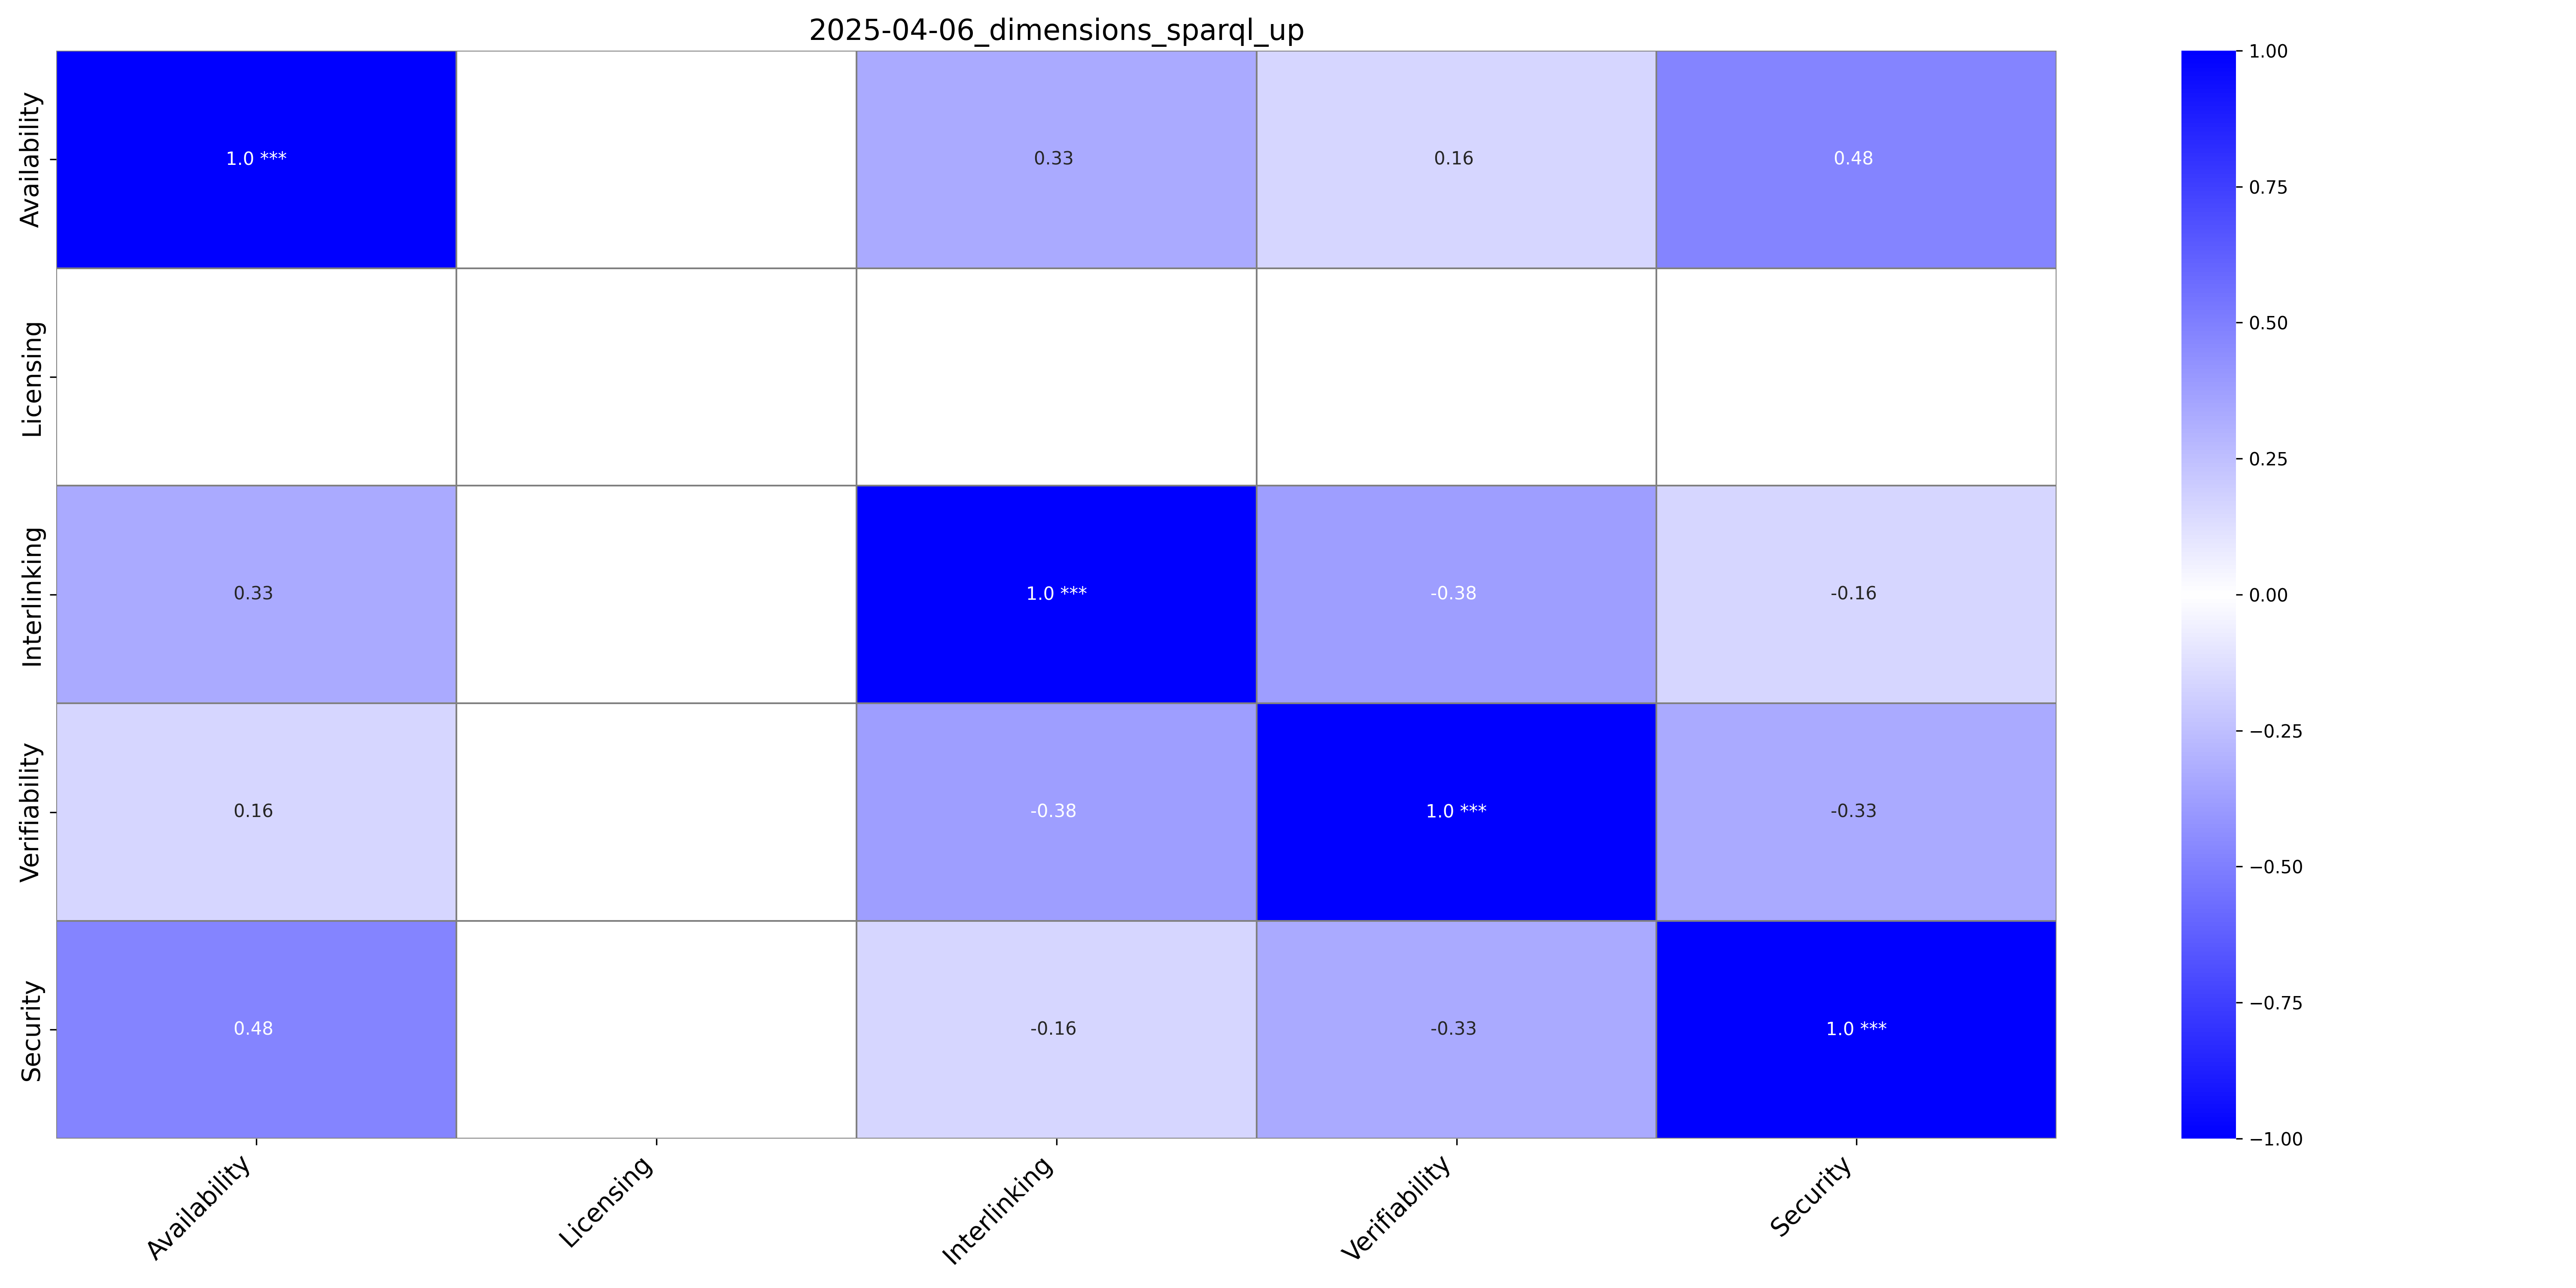 2025-04-06_dimensions_sparql_up
Availability
1.0 ***
0.33
0.16
0.48
Licensing
Interlinking
0.33
1.0 ***
-0.38
-0.16
Verifiability
0.16
-0.38
1.0 ***
-0.33
Security
0.48
-0.16
-0.33
1.0 ***
Availability
Licensing
Interlinking
Verifiability
Security
1.00
0.75
0.50
0.25
0.00
−0.25
−0.50
−0.75
−1.00